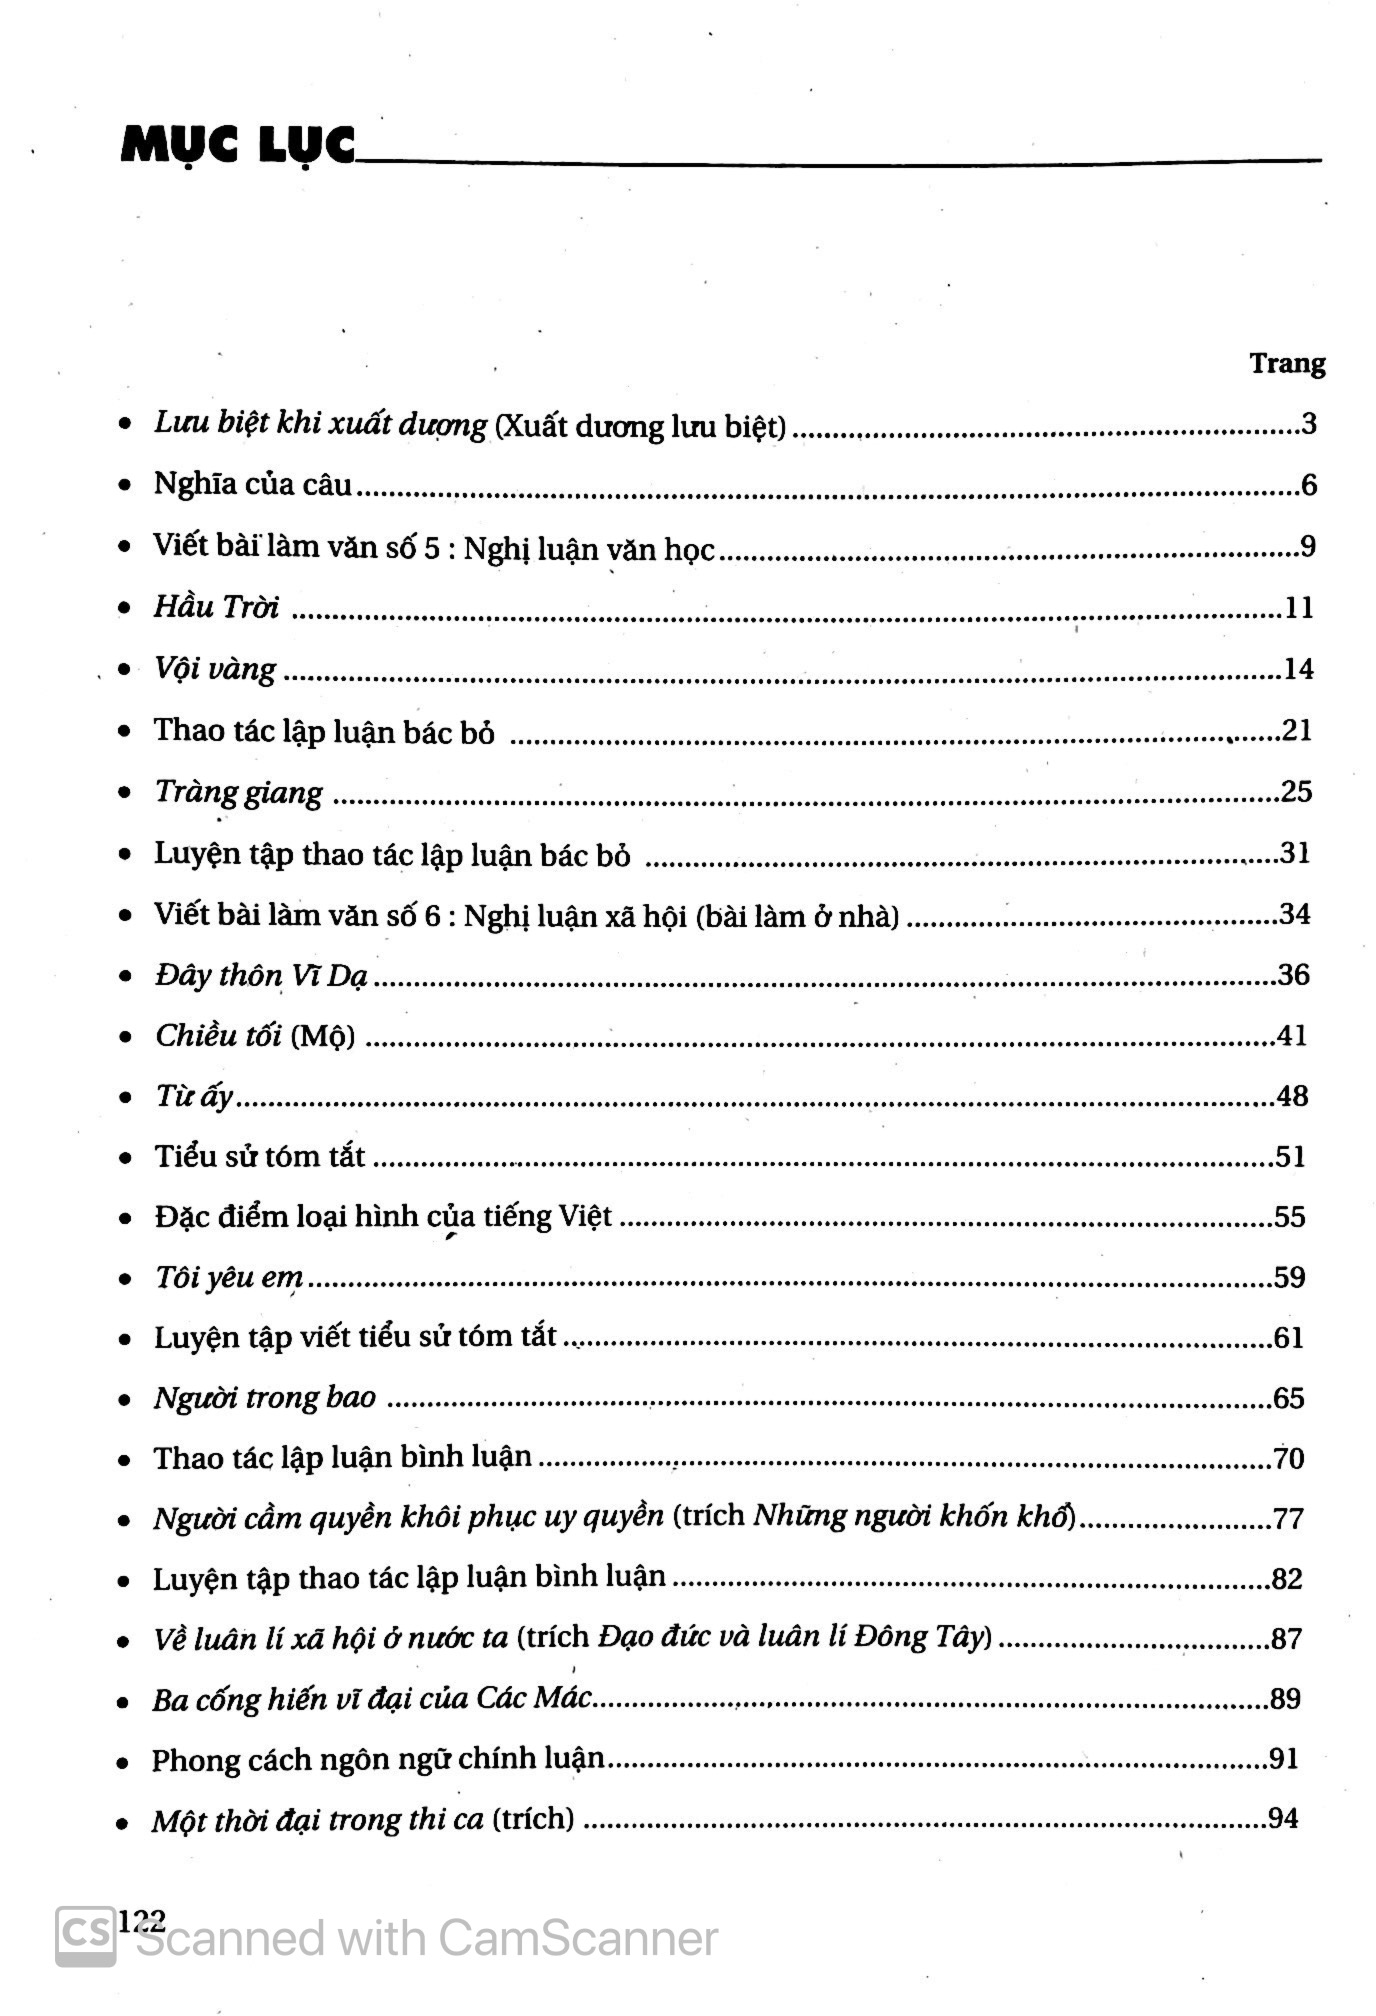 MỤC LỤC
Trang
• Lưu biệt khi xuất dương (Xuất dương lưu biệt)..........3
• Nghĩa của câu..........6
• Viết bài làm văn số 5 : Nghị luận văn học..........9
• Hầu Trời ..........11
• Vội vàng..........14
• Thao tác lập luận bác bỏ ..........21
• Tràng giang ..........25
• Luyện tập thao tác lập luận bác bỏ ..........31
• Viết bài làm văn số 6 : Nghị luận xã hội (bài làm ở nhà)..........34
• Đây thôn Vĩ Dạ..........36
• Chiều tối (Mộ) ..........41
• Từ ấy..........48
• Tiểu sử tóm tắt..........51
• Đặc điểm loại hình của tiếng Việt..........55
• Tôi yêu em..........59
• Luyện tập viết tiểu sử tóm tắt..........61
• Người trong bao ..........65
• Thao tác lập luận bình luận..........70
• Người cầm quyền khôi phục uy quyền (trích Những người khốn khổ)..........77
• Luyện tập thao tác lập luận bình luận..........82
• Về luân lí xã hội ở nước ta (trích Đạo đức và luân lí Đông Tây)..........87
• Ba cống hiến vĩ đại của Các Mác..........89
• Phong cách ngôn ngữ chính luận..........91
• Một thời đại trong thi ca (trích) ..........94
122
CS Scanned with CamScanner